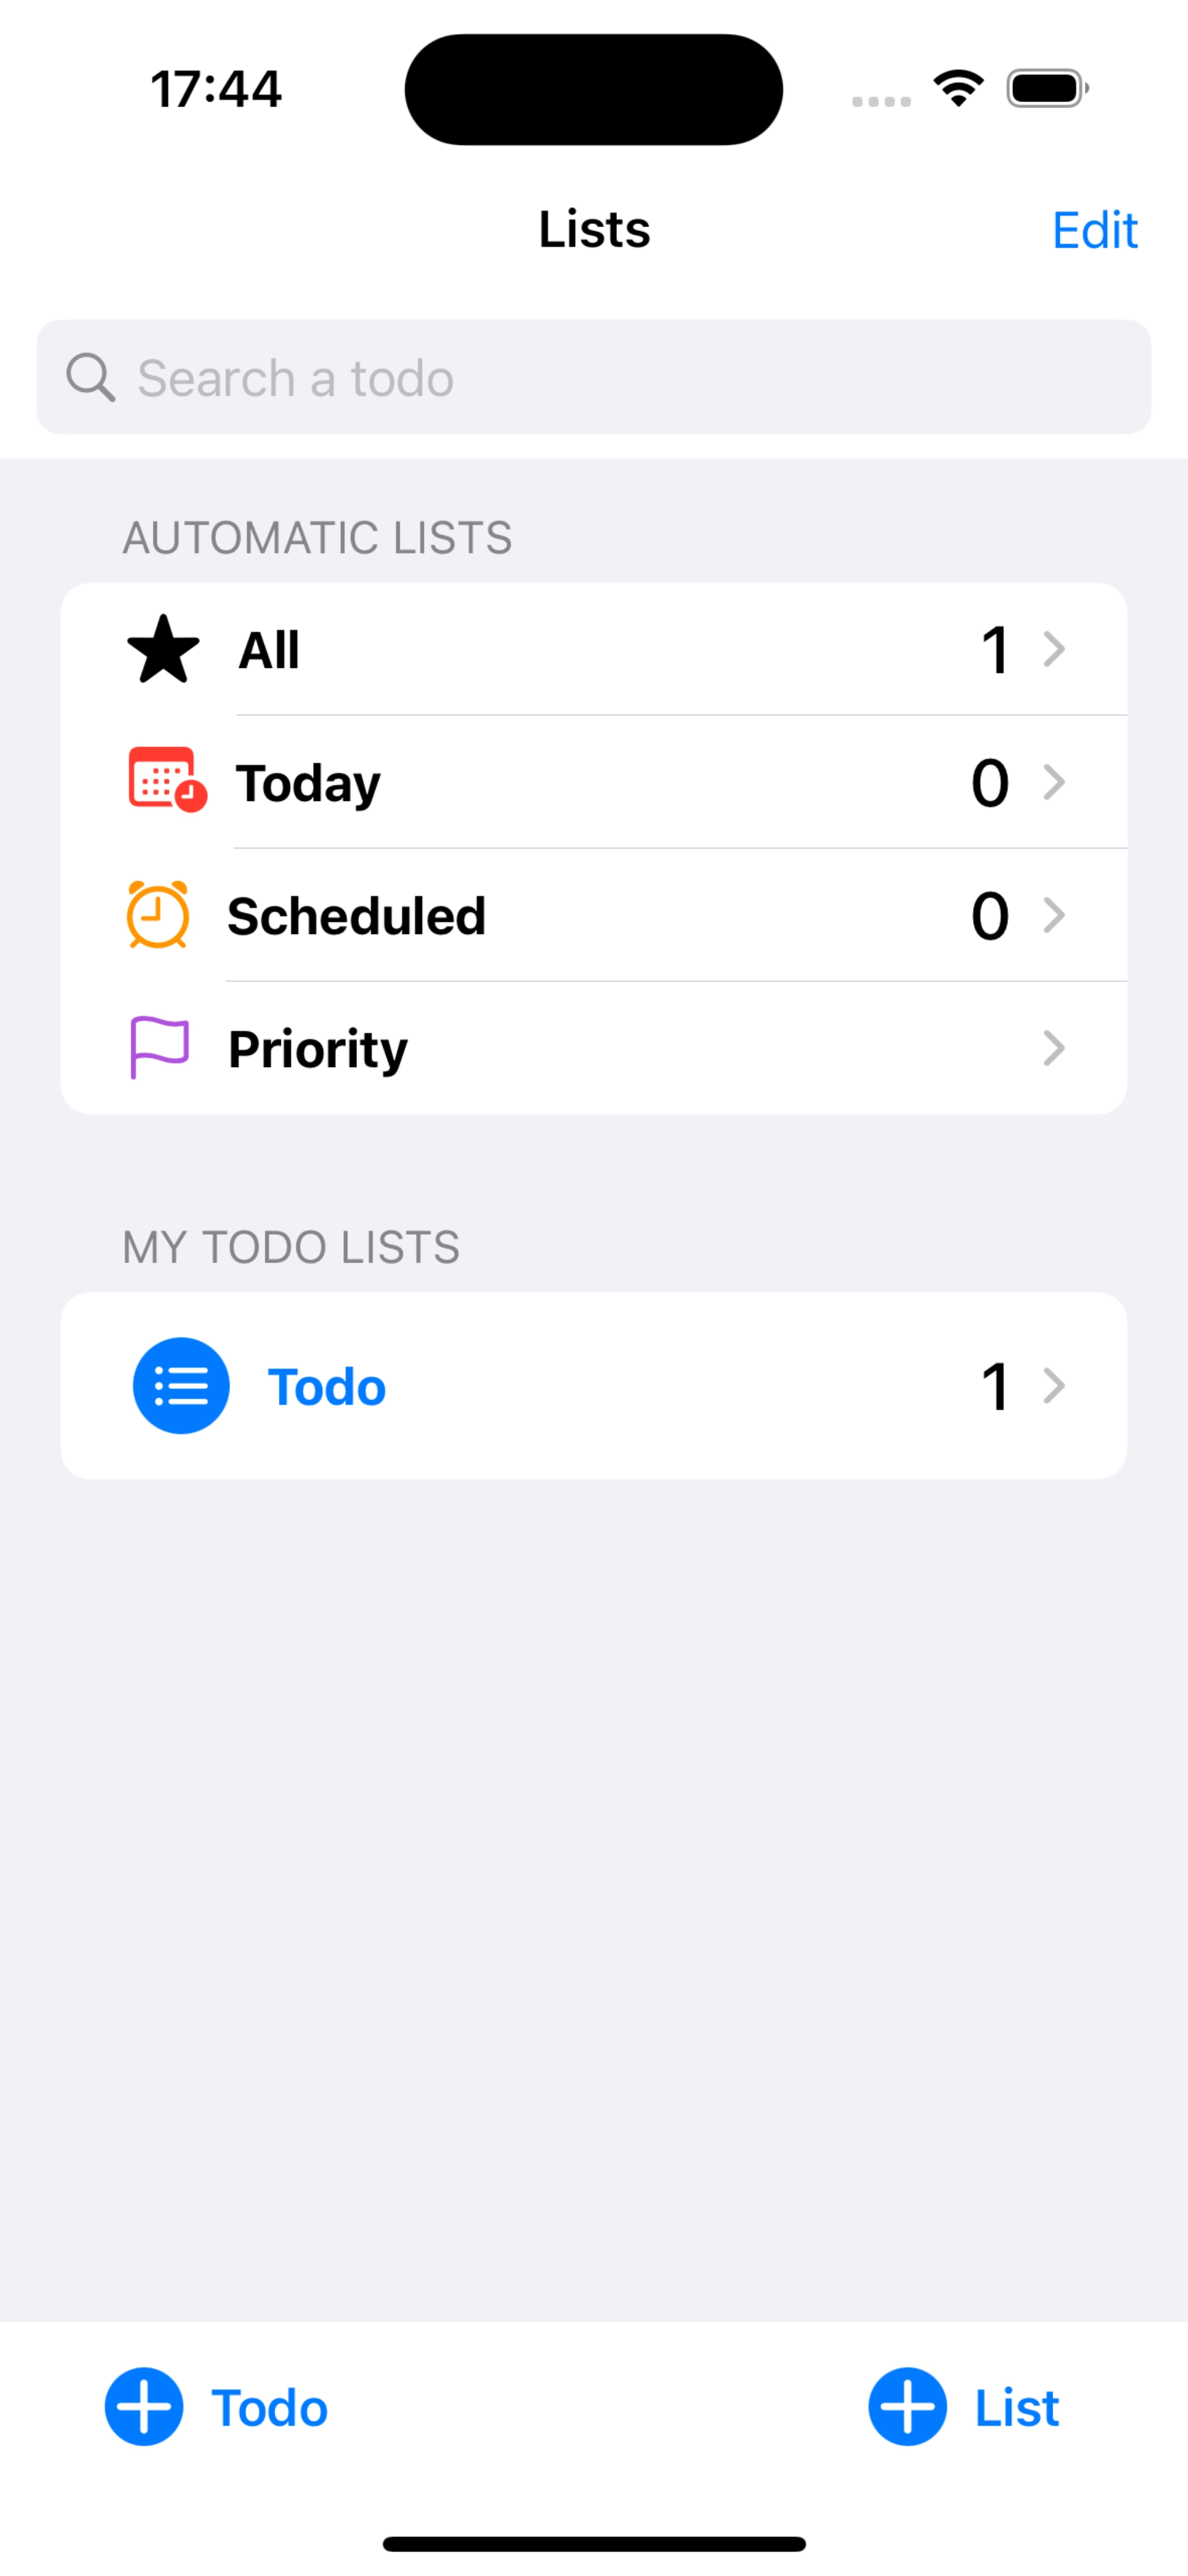 17:44
Lists
Edit
Search a todo
AUTOMATIC LISTS
All 1
Today 0
Scheduled 0
Priority
MY TODO LISTS
Todo 1
Todo
List